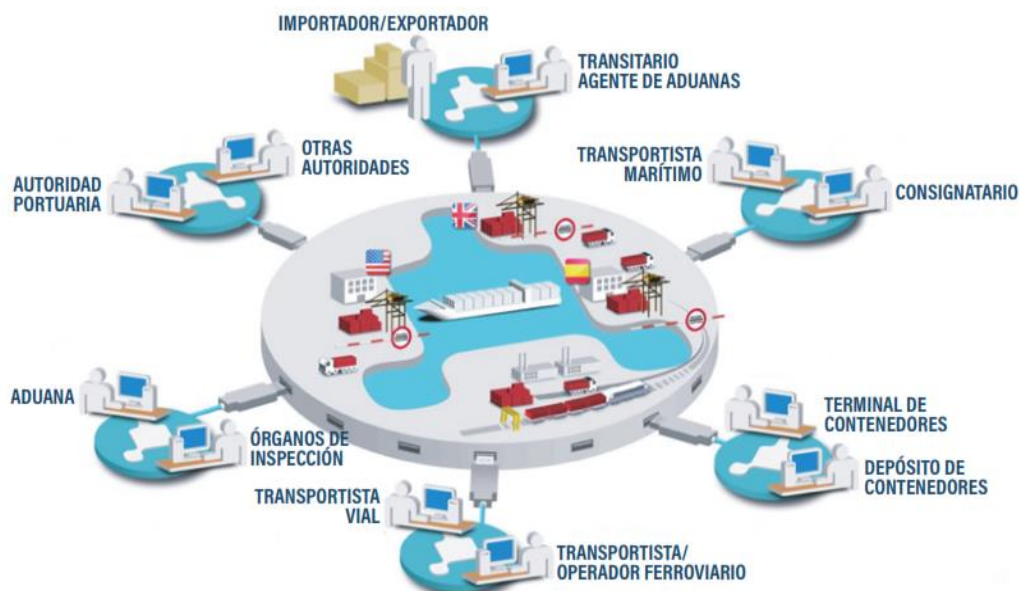 IMPORTADOR/EXPORTADOR
TRANSITARIO
AGENTE DE ADUANAS
OTRAS
AUTORIDADES
AUTORIDAD
PORTUARIA
TRANSPORTISTA
MARÍTIMO
CONSIGNATARIO
ADUANA
ÓRGANOS DE
INSPECCIÓN
TERMINAL DE
CONTENEDORES
DEPÓSITO DE
CONTENEDORES
TRANSPORTISTA
VIAL
TRANSPORTISTA/
OPERADOR FERROVIARIO